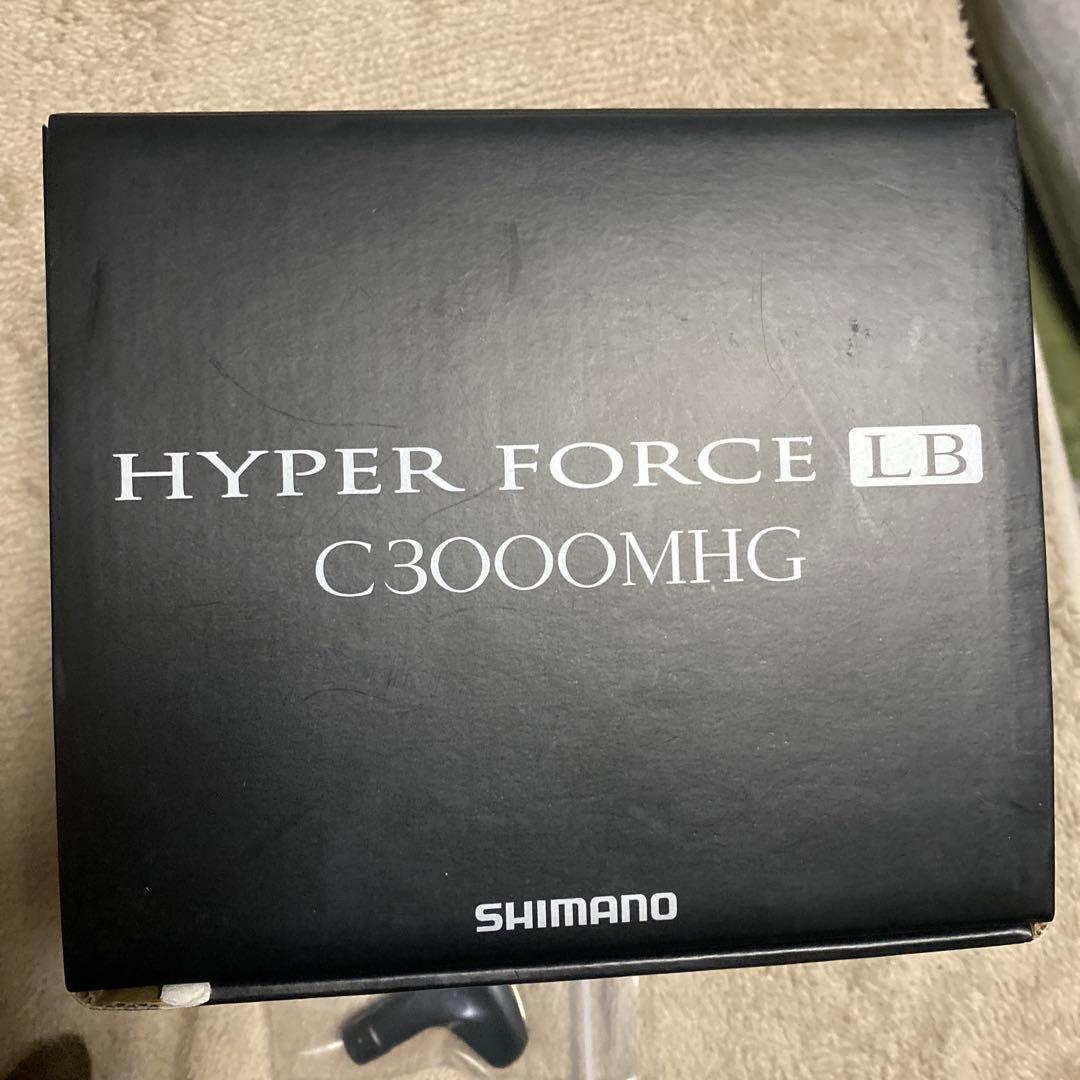 HYPER FORCE LB
C3000MHG
SHIMANO